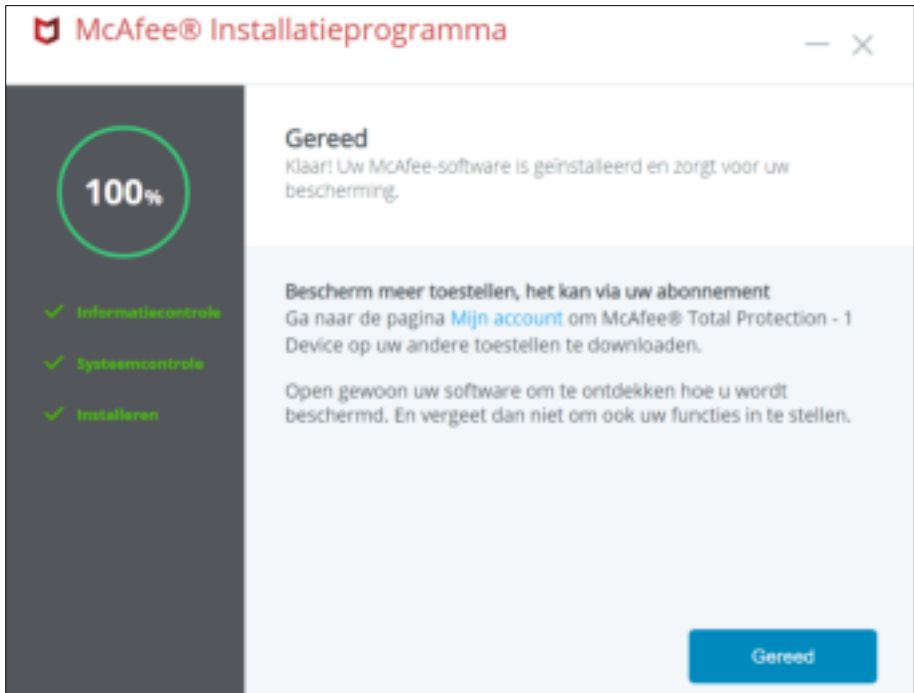 McAfee® Installatieprogramma
100%
Informatiecontrole
Systeemcontrole
Installeren
Gereed
Klaar! Uw McAfee-software is geïnstalleerd en zorgt voor uw
bescherming.
Bescherm meer toestellen, het kan via uw abonnement
Ga naar de pagina Mijn account om McAfee® Total Protection - 1
Device op uw andere toestellen te downloaden.
Open gewoon uw software om te ontdekken hoe u wordt
beschermd. En vergeet dan niet om ook uw functies in te stellen.
Gereed